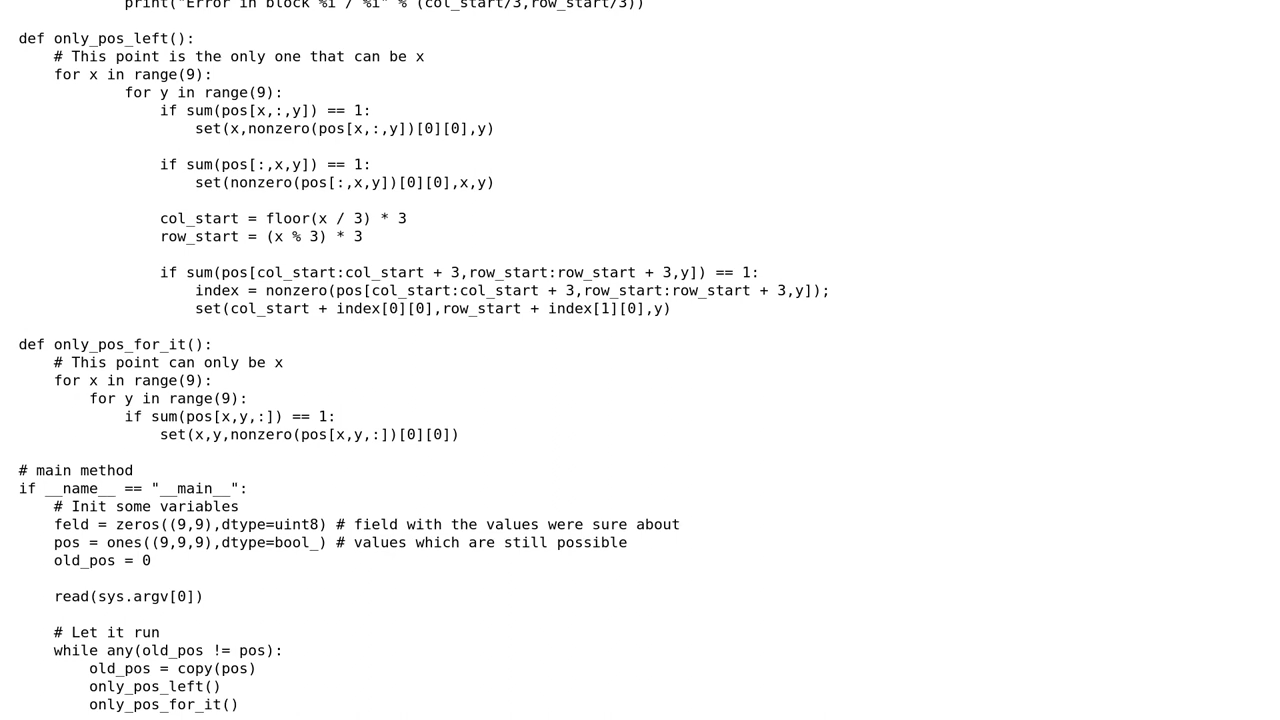 print("Error in block %i / %i" % (col_start/3,row_start/3))
def only_pos_left():
    # This point is the only one that can be x
    for x in range(9):
            for y in range(9):
                if sum(pos[x,:,y]) == 1:
                    set(x,nonzero(pos[x,:,y])[0][0],y)

                if sum(pos[:,x,y]) == 1:
                    set(nonzero(pos[:,x,y])[0][0],x,y)

                col_start = floor(x / 3) * 3
                row_start = (x % 3) * 3

                if sum(pos[col_start:col_start + 3,row_start:row_start + 3,y]) == 1:
                    index = nonzero(pos[col_start:col_start + 3,row_start:row_start + 3,y]);
                    set(col_start + index[0][0],row_start + index[1][0],y)

def only_pos_for_it():
    # This point can only be x
    for x in range(9):
        for y in range(9):
            if sum(pos[x,y,:]) == 1:
                set(x,y,nonzero(pos[x,y,:])[0][0])

# main method
if __name__ == "__main__":
    # Init some variables
    feld = zeros((9,9),dtype=uint8) # field with the values were sure about
    pos = ones((9,9,9),dtype=bool_) # values which are still possible
    old_pos = 0

    read(sys.argv[0])

    # Let it run
    while any(old_pos != pos):
        old_pos = copy(pos)
        only_pos_left()
        only_pos_for_it()